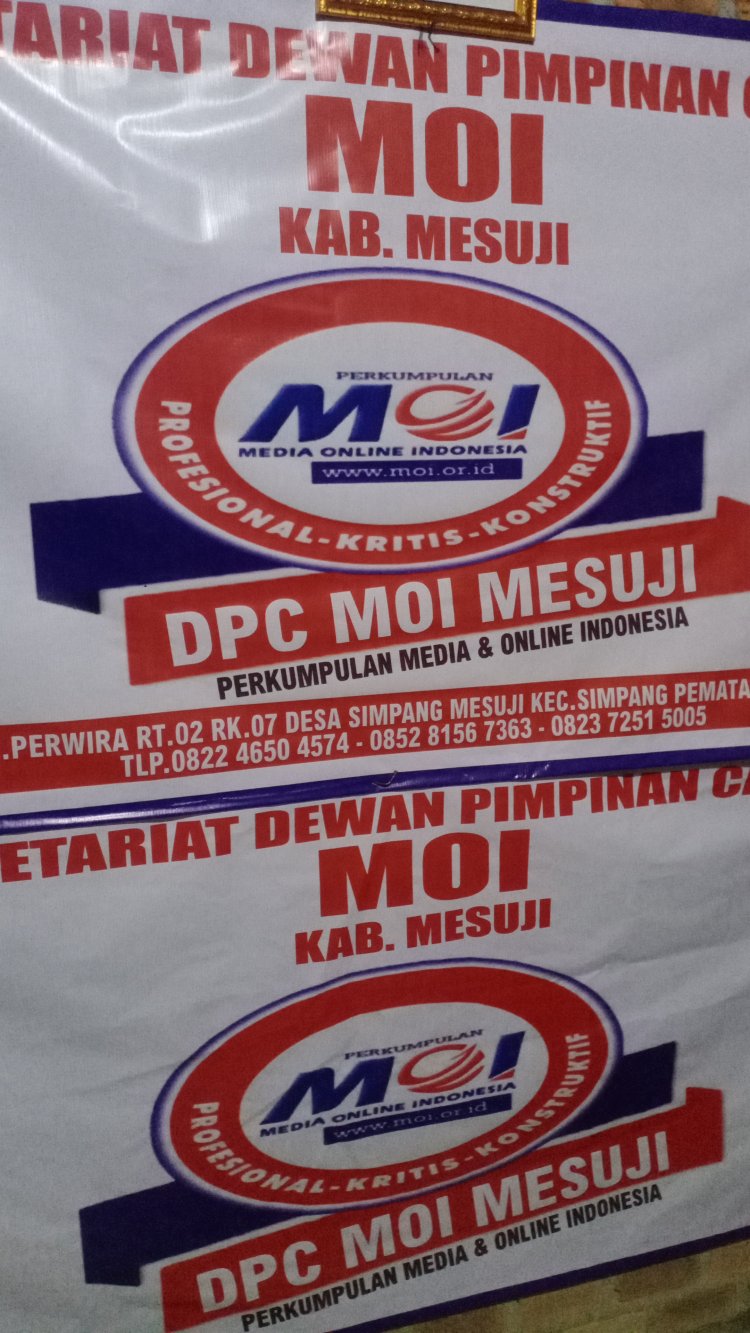 TARIAT DEWAN PIMPINAN
MOI
KAB. MESUJI
PERKUMPULAN
MOI
MEDIA ONLINE INDONESIA
www.moi.or.id
PROFESIONAL-KRITIS-KONSTRUKTIF
DPC MOI MESUJI
PERKUMPULAN MEDIA & ONLINE INDONESIA
.PERWIRA RT.02 RK.07 DESA SIMPANG MESUJI KEC.SIMPANG PEMATA
TLP.0822 4650 4574 - 0852 8156 7363 - 0823 7251 5005
ETARIAT DEWAN PIMPINAN CA
MOI
KAB. MESUJI
PERKUMPULAN
MOI
MEDIA ONLINE INDONESIA
www.moi.or.id
PROFESIONAL-KRITIS-KONSTRUKTIF
DPC MOI MESUJI
PERKUMPULAN MEDIA & ONLINE INDONESIA